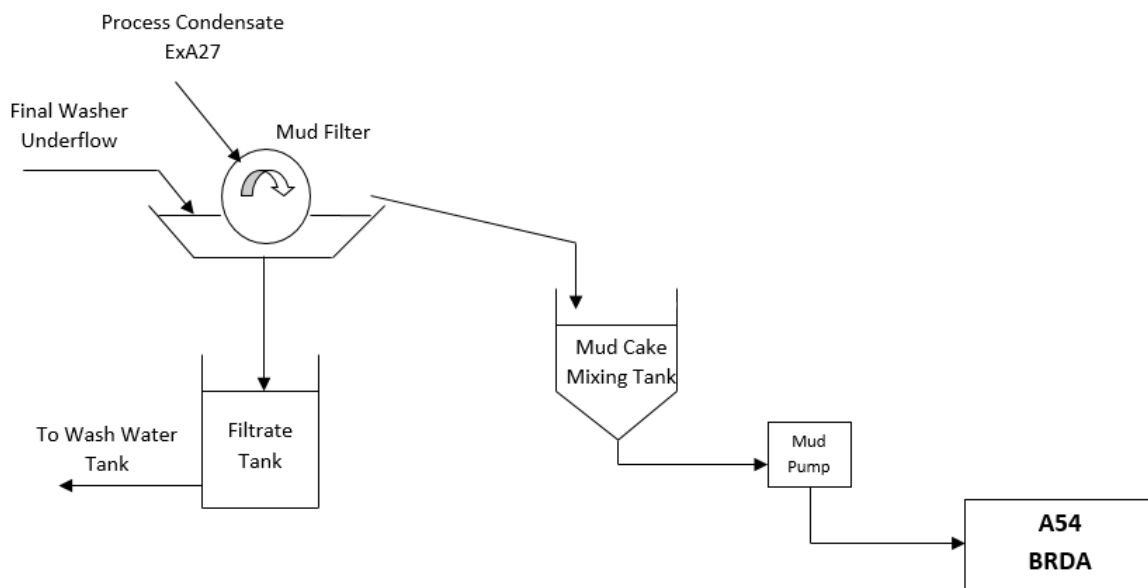 Process Condensate
ExA27
Final Washer
Underflow
Mud Filter
Mud Cake
Mixing Tank
To Wash Water
Tank
Filtrate
Tank
Mud
Pump
A54
BRDA